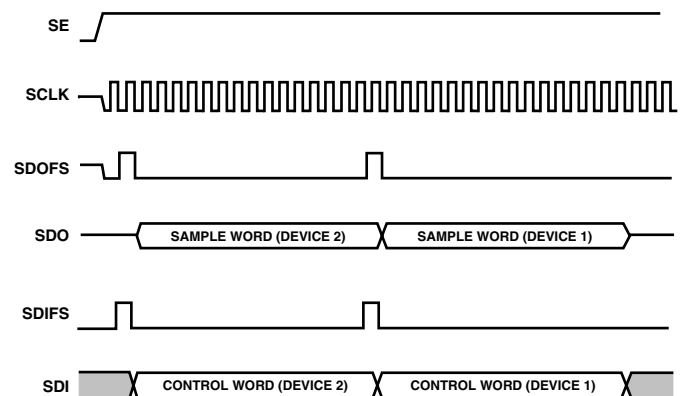 SE
SCLK
SDOFS
SDO SAMPLE WORD (DEVICE 2) SAMPLE WORD (DEVICE 1)
SDIFS
SDI CONTROL WORD (DEVICE 2) CONTROL WORD (DEVICE 1)